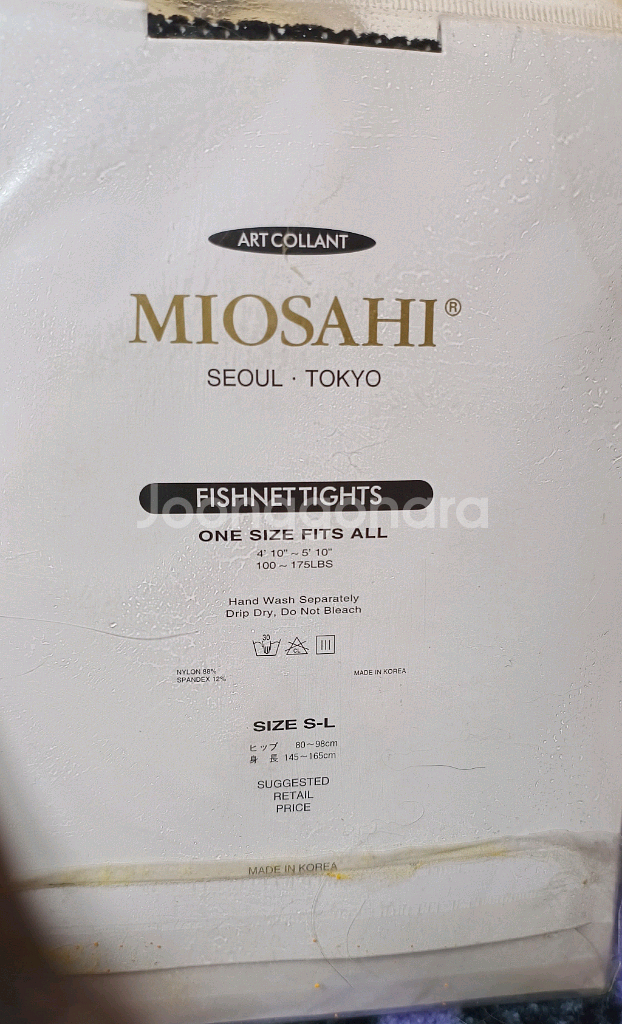 ART COLLANT
MIOSAHI®
SEOUL · TOKYO
FISHNET TIGHTS
Joonggonara
ONE SIZE FITS ALL
4' 10" ~ 5' 10"
100 ~ 175LBS
Hand Wash Separately
Drip Dry, Do Not Bleach
30
CL
NYLON 88%
SPANDEX 12%
MADE IN KOREA
SIZE S-L
ヒップ 80~98cm
身 長 145~165cm
SUGGESTED
RETAIL
PRICE
MADE IN KOREA